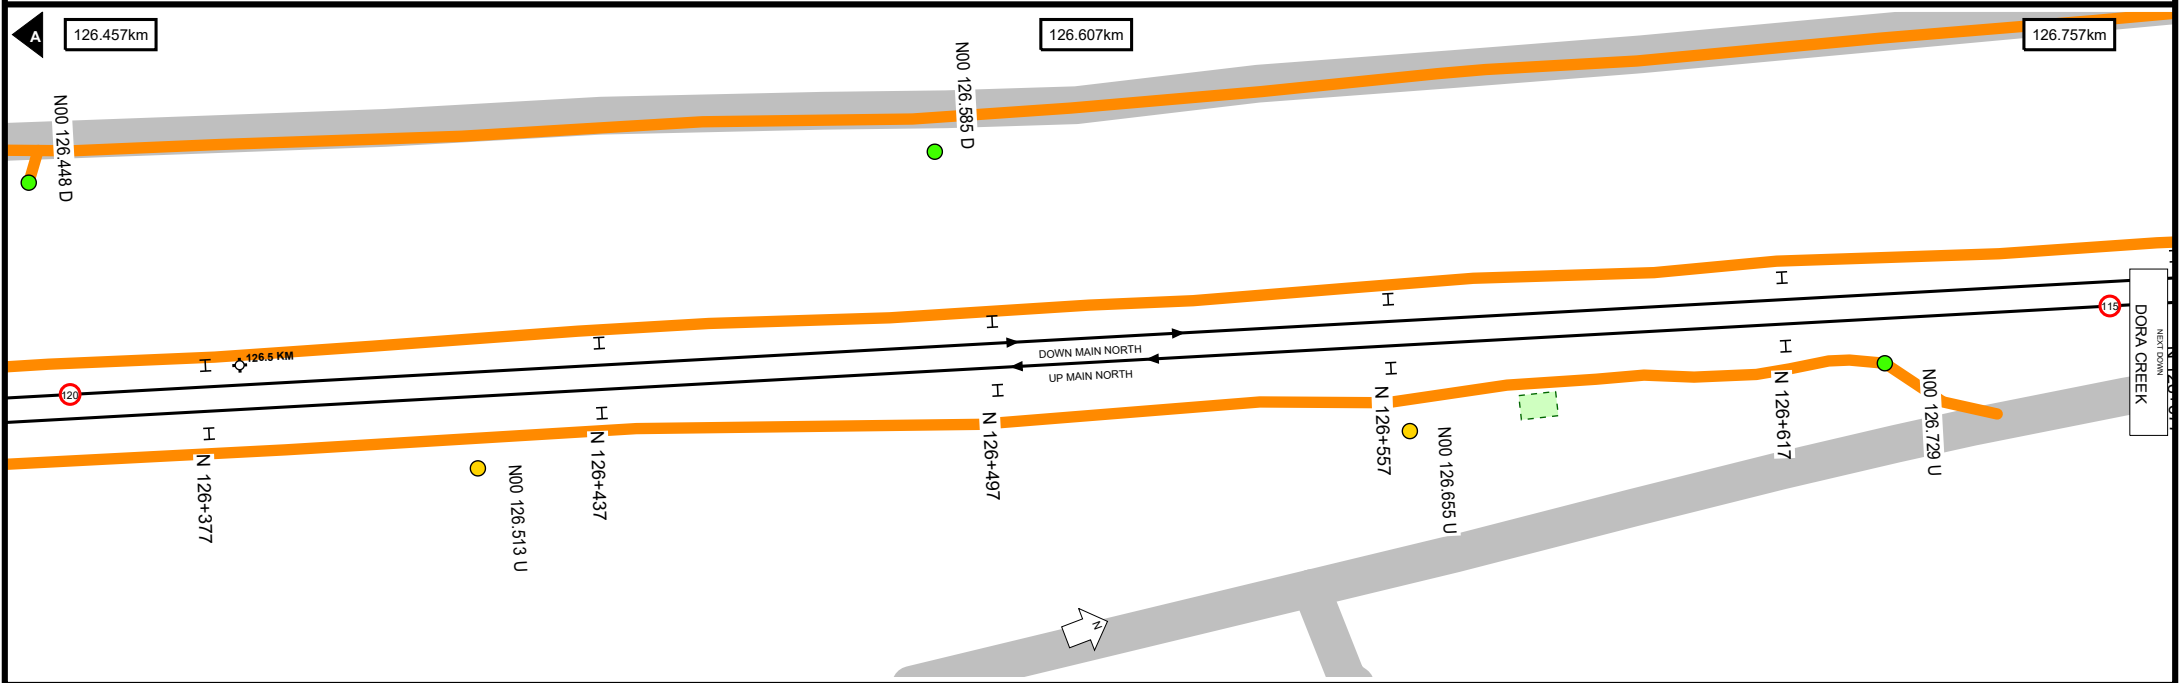 A
126.457km
126.607km
126.757km
N00 126.448 D
N00 126.585 D
126.5 KM
120
DOWN MAIN NORTH
UP MAIN NORTH
115
DORA CREEK
NEXT DOWN
N 126+377
N00 126.513 U
N 126+437
N 126+497
N 126+557
N00 126.655 U
N 126+617
N00 126.729 U
N